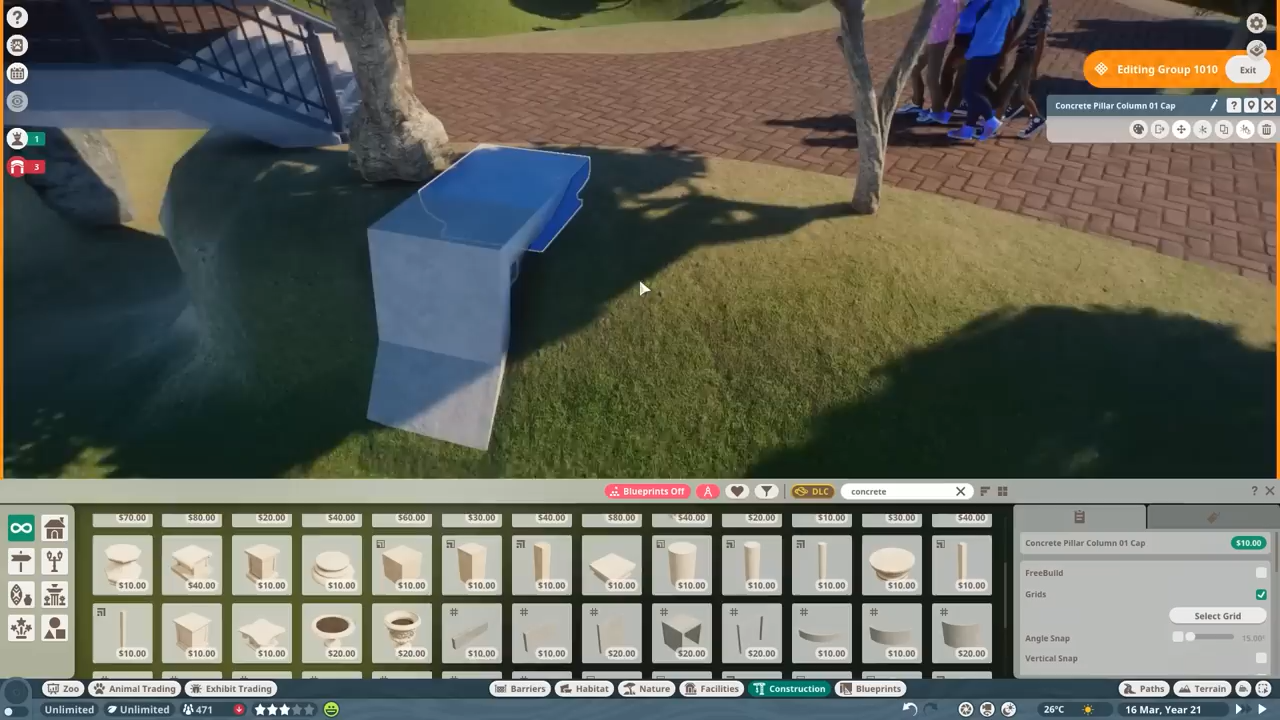 Editing Group 1010
Exit
Concrete Pillar Column 01 Cap
?
1
3
Blueprints Off
DLC
concrete
?
$70.00 $80.00 $20.00 $40.00 $60.00 $30.00 $40.00 $80.00 $40.00 $20.00 $10.00 $30.00 $40.00
$10.00 $40.00 $10.00 $10.00 $10.00 $10.00 $10.00 $10.00 $10.00 $10.00 $10.00 $10.00 $10.00
$10.00 $10.00 $10.00 $20.00 $20.00 $10.00 $10.00 $20.00 $20.00 $20.00 $10.00 $10.00 $20.00
Concrete Pillar Column 01 Cap $10.00
FreeBuild
Grids
Select Grid
Angle Snap 15.00°
Vertical Snap
Zoo Animal Trading Exhibit Trading Barriers Habitat Nature Facilities Construction Blueprints Paths Terrain
Unlimited Unlimited 471 26°C 16 Mar, Year 21